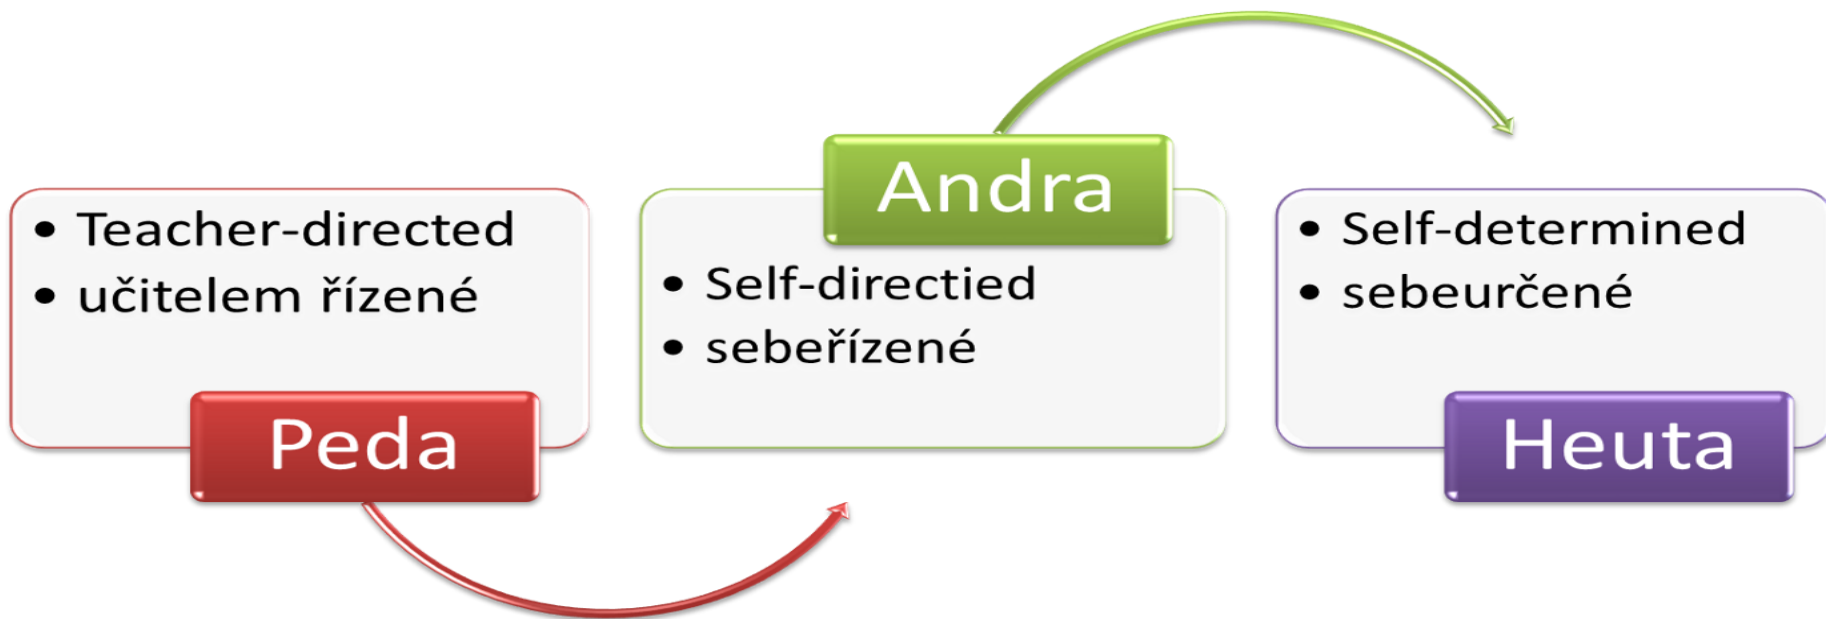 • Teacher-directed
• učitelem řízené
Peda
Andra
• Self-directied
• sebeřízené
• Self-determined
• sebeurčené
Heuta